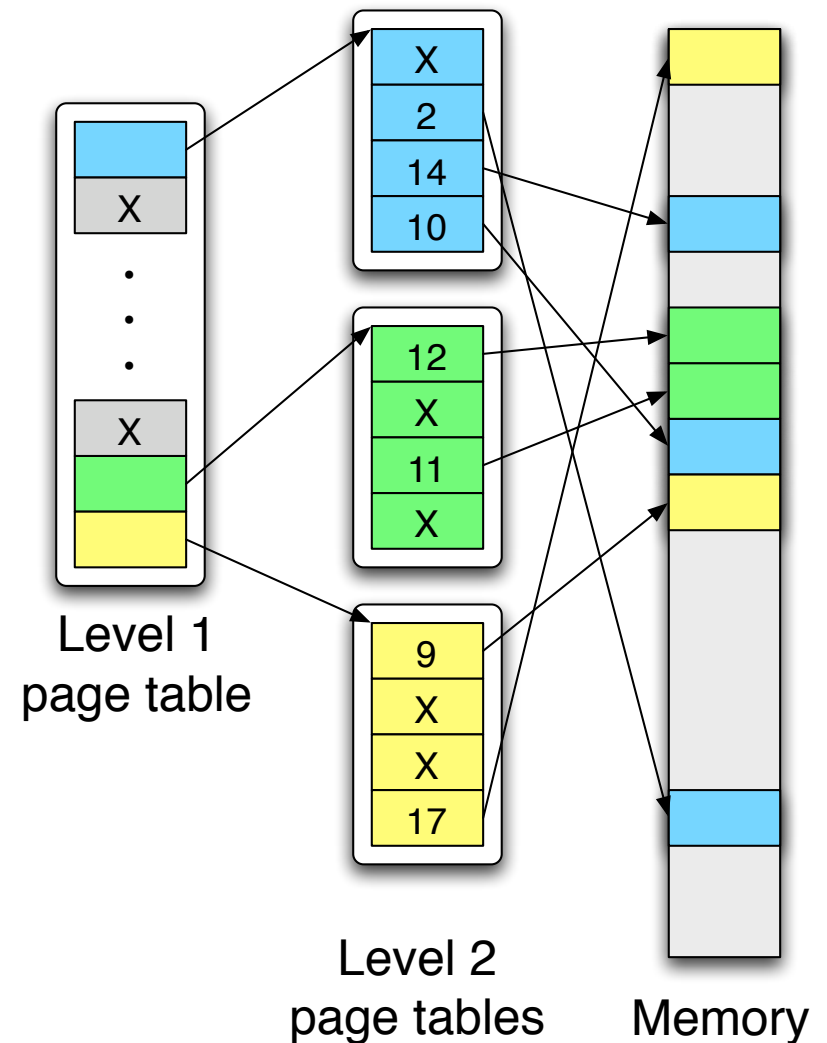 X
X
Level 1
page table
X
2
14
10
12
X
11
X
9
X
X
17
Level 2
page tables
Memory